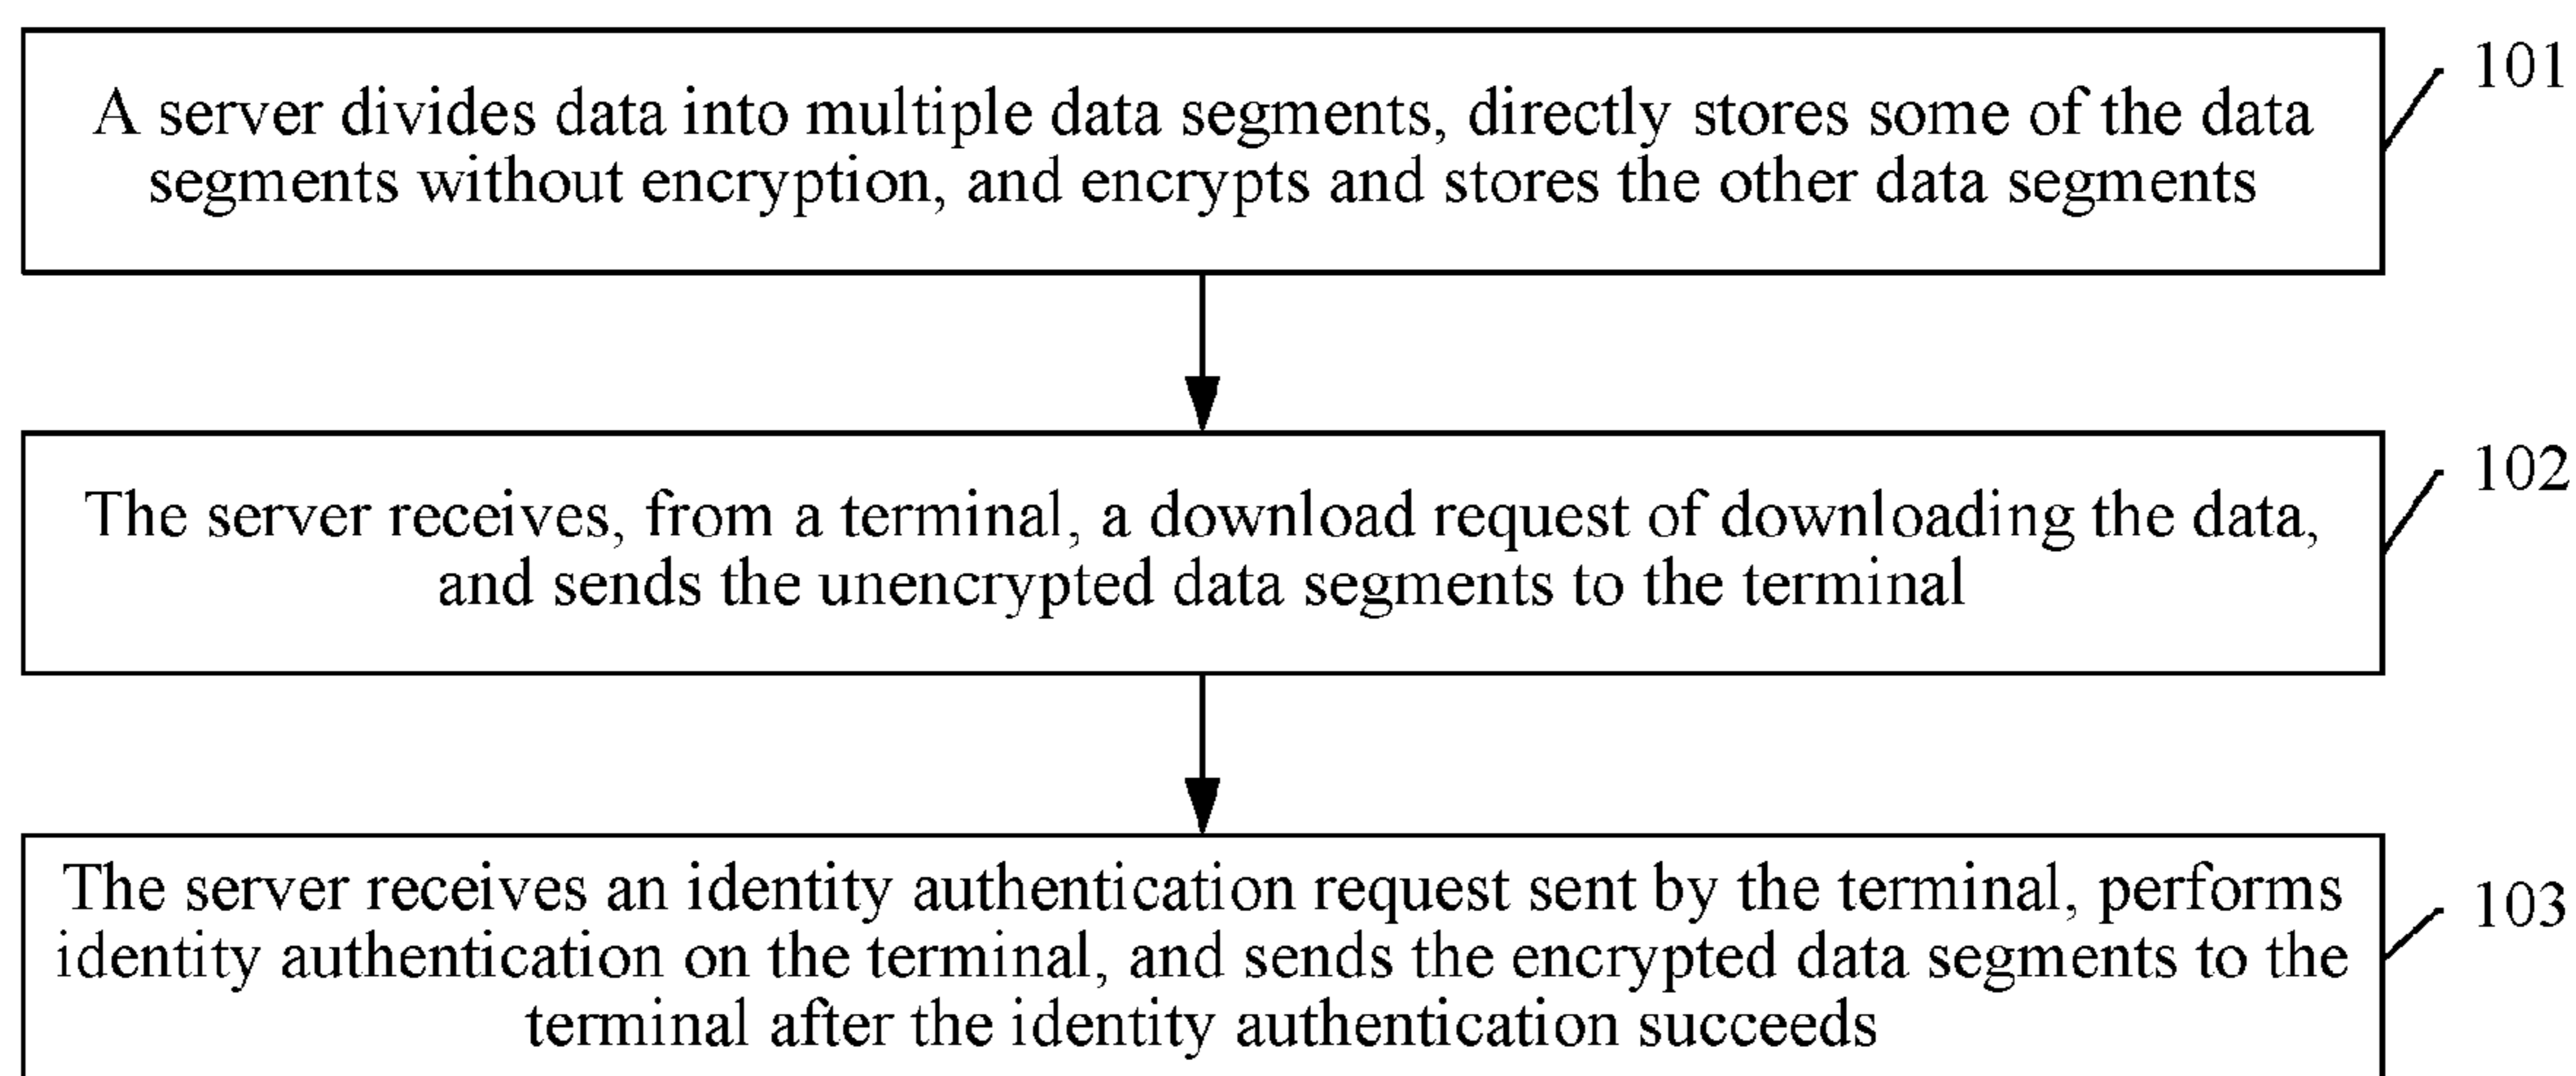 101
A server divides data into multiple data segments, directly stores some of the data
segments without encryption, and encrypts and stores the other data segments
102
The server receives, from a terminal, a download request of downloading the data,
and sends the unencrypted data segments to the terminal
103
The server receives an identity authentication request sent by the terminal, performs
identity authentication on the terminal, and sends the encrypted data segments to the
terminal after the identity authentication succeeds